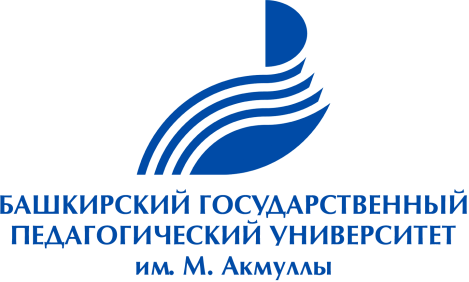 БАШКИРСКИЙ ГОСУДАРСТВЕННЫЙ
ПЕДАГОГИЧЕСКИЙ УНИВЕРСИТЕТ
им. М. Акмуллы